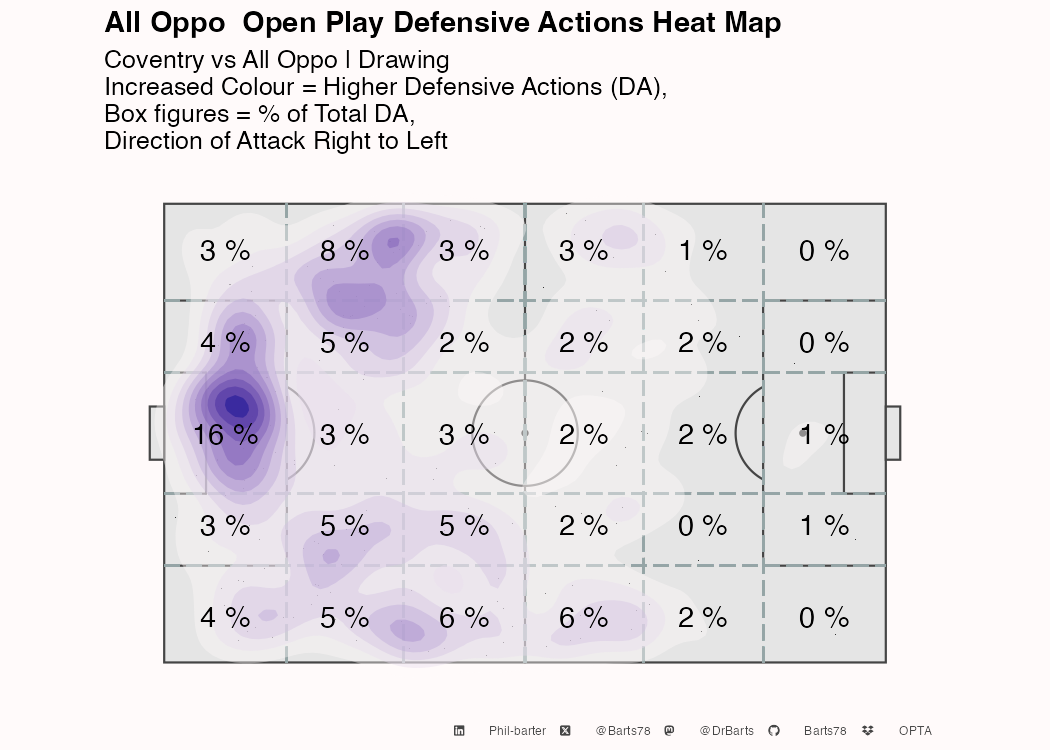 All Oppo  Open Play Defensive Actions Heat Map
Coventry vs All Oppo | Drawing
Increased Colour = Higher Defensive Actions (DA),
Box figures = % of Total DA,
Direction of Attack Right to Left
3 % 8 % 3 % 3 % 1 % 0 %
4 % 5 % 2 % 2 % 2 % 0 %
16 % 3 % 3 % 2 % 2 % 1 %
3 % 5 % 5 % 2 % 0 % 1 %
4 % 5 % 6 % 6 % 2 % 0 %
Phil-barter @Barts78 @DrBarts Barts78 OPTA